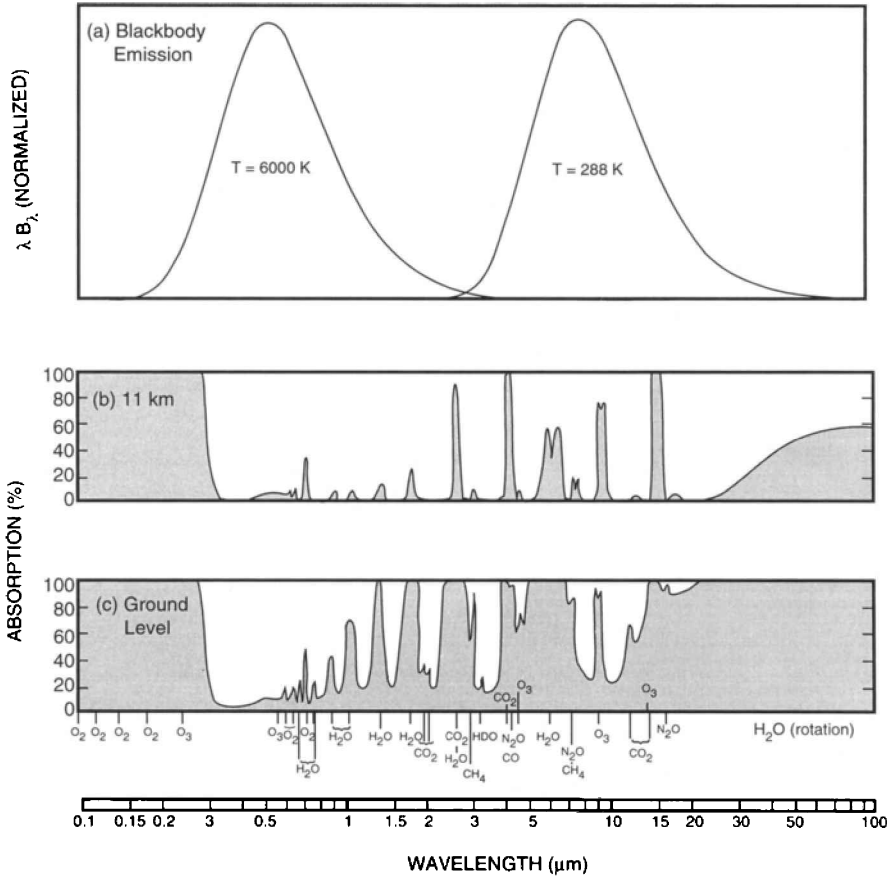 (a) Blackbody
Emission
λ Bλ (NORMALIZED)
T = 6000 K
T = 288 K
ABSORPTION (%)
100
80
60
40
20
0
(b) 11 km
100
80
60
40
20
0
(c) Ground
Level
CO₂
O₃
O₃
O₂ O₂ O₂ O₂ O₃ O₃ O₂ O₂ H₂O H₂O H₂O CO₂ HDO N₂O H₂O O₃ N₂O H₂O (rotation)
H₂O CO₂ H₂O CH₄ CO N₂O CH₄ CO₂
0.1 0.15 0.2 3 0.5 1 2 3 5 10 15 20 30 50 100
WAVELENGTH (μm)